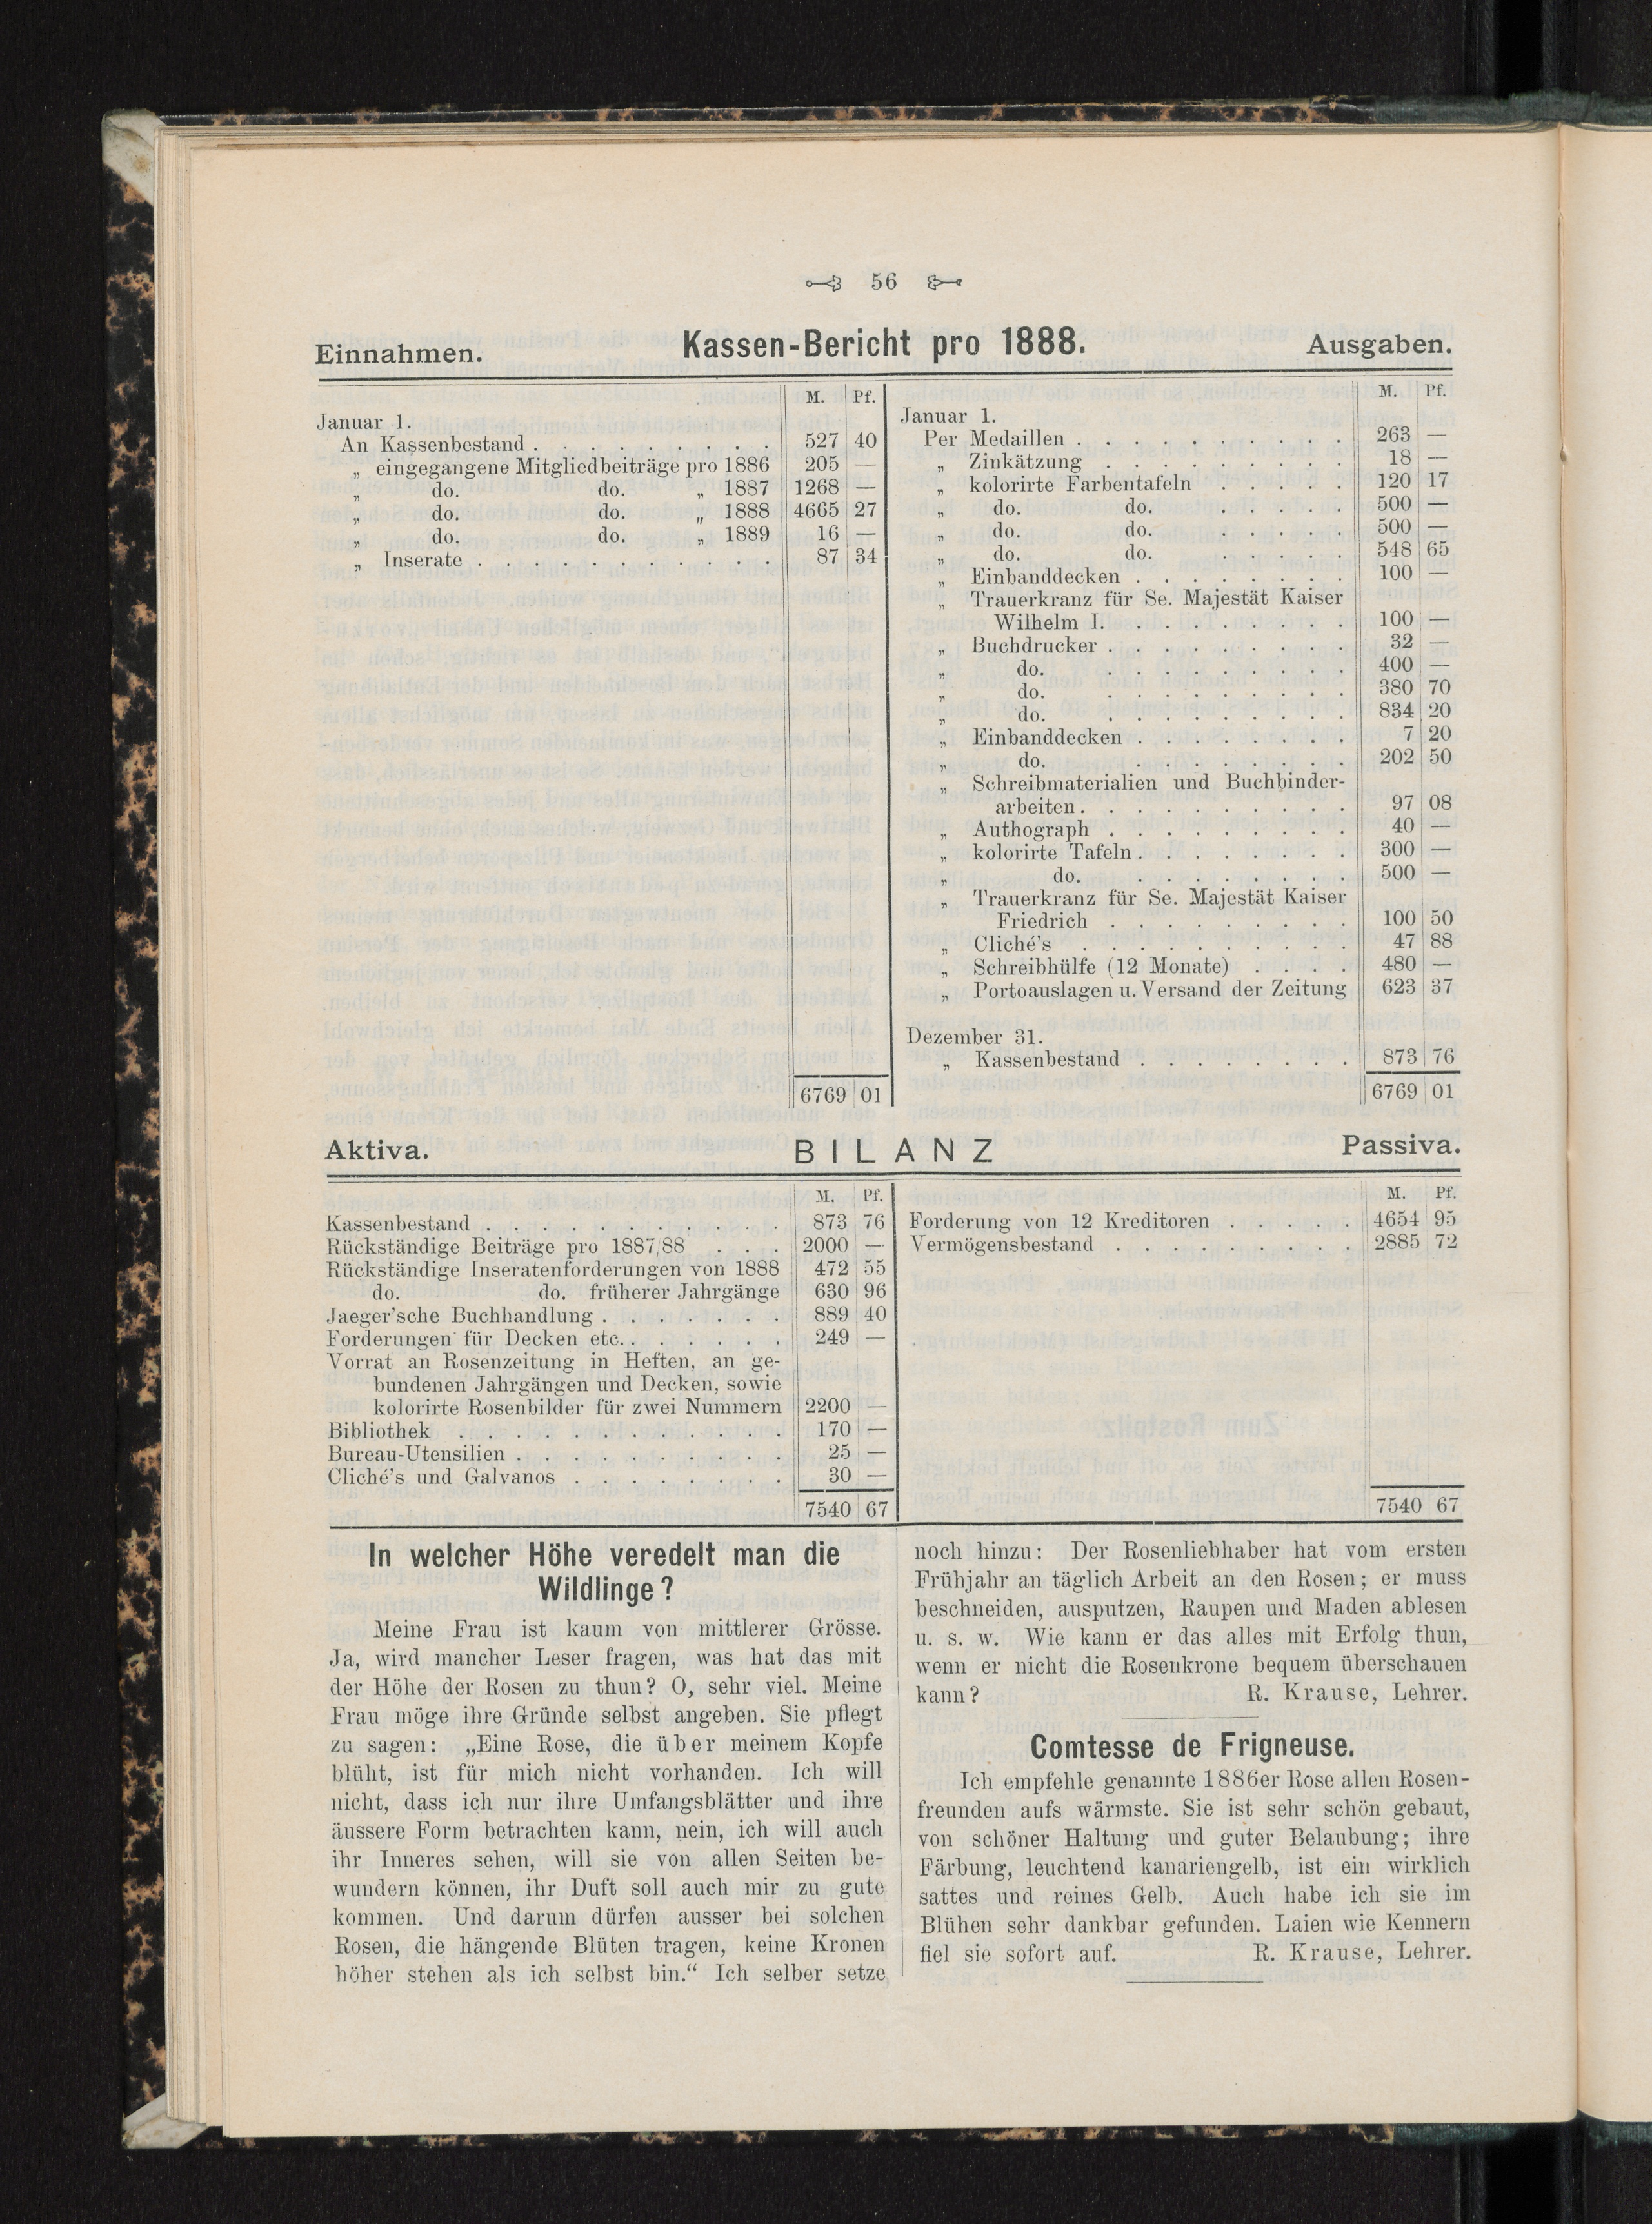 56
Kassen-Bericht pro 1888.
Einnahmen.
Ausgaben.
M. Pf.
Januar 1.
An Kassenbestand . . . . . . . . . 527 40
„ eingegangene Mitgliedbeiträge pro 1886 205 —
„ do. do. „ 1887 1268 —
„ do. do. „ 1888 4665 27
„ do. do. „ 1889 16 —
„ Inserate . . . . . . . . . . . 87 34
6769 01
M. Pf.
Januar 1.
Per Medaillen . . . . . . . . . . 263 —
„ Zinkätzung . . . . . . . . . 18 —
„ kolorirte Farbentafeln . . . . . 120 17
„ do. do. . . . . . 500 —
„ do. do. . . . . . 500 —
„ do. do. . . . . . 548 65
„ Einbanddecken . . . . . . . . 100 —
„ Trauerkranz für Se. Majestät Kaiser
Wilhelm I. . . . . . . . . 100 —
„ Buchdrucker . . . . . . . . . 32 —
„ do. . . . . . . . . . 400 —
„ do. . . . . . . . . . 380 70
„ do. . . . . . . . . . 834 20
„ Einbanddecken . . . . . . . . 7 20
„ do. . . . . . . . . . 202 50
„ Schreibmaterialien und Buchbinder-
arbeiten . . . . . . . . . . 97 08
„ Authograph . . . . . . . . . 40 —
„ kolorirte Tafeln . . . . . . . . 300 —
„ do. . . . . . . . . 500 —
„ Trauerkranz für Se. Majestät Kaiser
Friedrich . . . . . . . . . 100 50
„ Cliché's . . . . . . . . . . 47 88
„ Schreibhülfe (12 Monate) . . . . 480 —
„ Portoauslagen u. Versand der Zeitung 623 37
Dezember 31.
„ Kassenbestand . . . . . . . . 873 76
6769 01
BILANZ
Aktiva.
Passiva.
M. Pf.
Kassenbestand . . . . . . . . . . . 873 76
Rückständige Beiträge pro 1887/88 . . . 2000 —
Rückständige Inseratenforderungen von 1888 472 55
do. do. früherer Jahrgänge 630 96
Jaeger'sche Buchhandlung . . . . . . . 889 40
Forderungen für Decken etc. . . . . . . 249 —
Vorrat an Rosenzeitung in Heften, an ge-
bundenen Jahrgängen und Decken, sowie
kolorirte Rosenbilder für zwei Nummern 2200 —
Bibliothek . . . . . . . . . . . . . 170 —
Bureau-Utensilien . . . . . . . . . . 25 —
Cliché's und Galvanos . . . . . . . . 30 —
7540 67
M. Pf.
Forderung von 12 Kreditoren . . . . . 4654 95
Vermögensbestand . . . . . . . . . 2885 72
7540 67
In welcher Höhe veredelt man die
Wildlinge?
Meine Frau ist kaum von mittlerer Grösse.
Ja, wird mancher Leser fragen, was hat das mit
der Höhe der Rosen zu thun? O, sehr viel. Meine
Frau möge ihre Gründe selbst angeben. Sie pflegt
zu sagen: „Eine Rose, die über meinem Kopfe
blüht, ist für mich nicht vorhanden. Ich will
nicht, dass ich nur ihre Umfangsblätter und ihre
äussere Form betrachten kann, nein, ich will auch
ihr Inneres sehen, will sie von allen Seiten be-
wundern können, ihr Duft soll auch mir zu gute
kommen. Und darum dürfen ausser bei solchen
Rosen, die hängende Blüten tragen, keine Kronen
höher stehen als ich selbst bin.“ Ich selber setze
noch hinzu: Der Rosenliebhaber hat vom ersten
Frühjahr an täglich Arbeit an den Rosen; er muss
beschneiden, ausputzen, Raupen und Maden ablesen
u. s. w. Wie kann er das alles mit Erfolg thun,
wenn er nicht die Rosenkrone bequem überschauen
kann? R. Krause, Lehrer.
Comtesse de Frigneuse.
Ich empfehle genannte 1886er Rose allen Rosen-
freunden aufs wärmste. Sie ist sehr schön gebaut,
von schöner Haltung und guter Belaubung; ihre
Färbung, leuchtend kanariengelb, ist ein wirklich
sattes und reines Gelb. Auch habe ich sie im
Blühen sehr dankbar gefunden. Laien wie Kennern
fiel sie sofort auf. R. Krause, Lehrer.